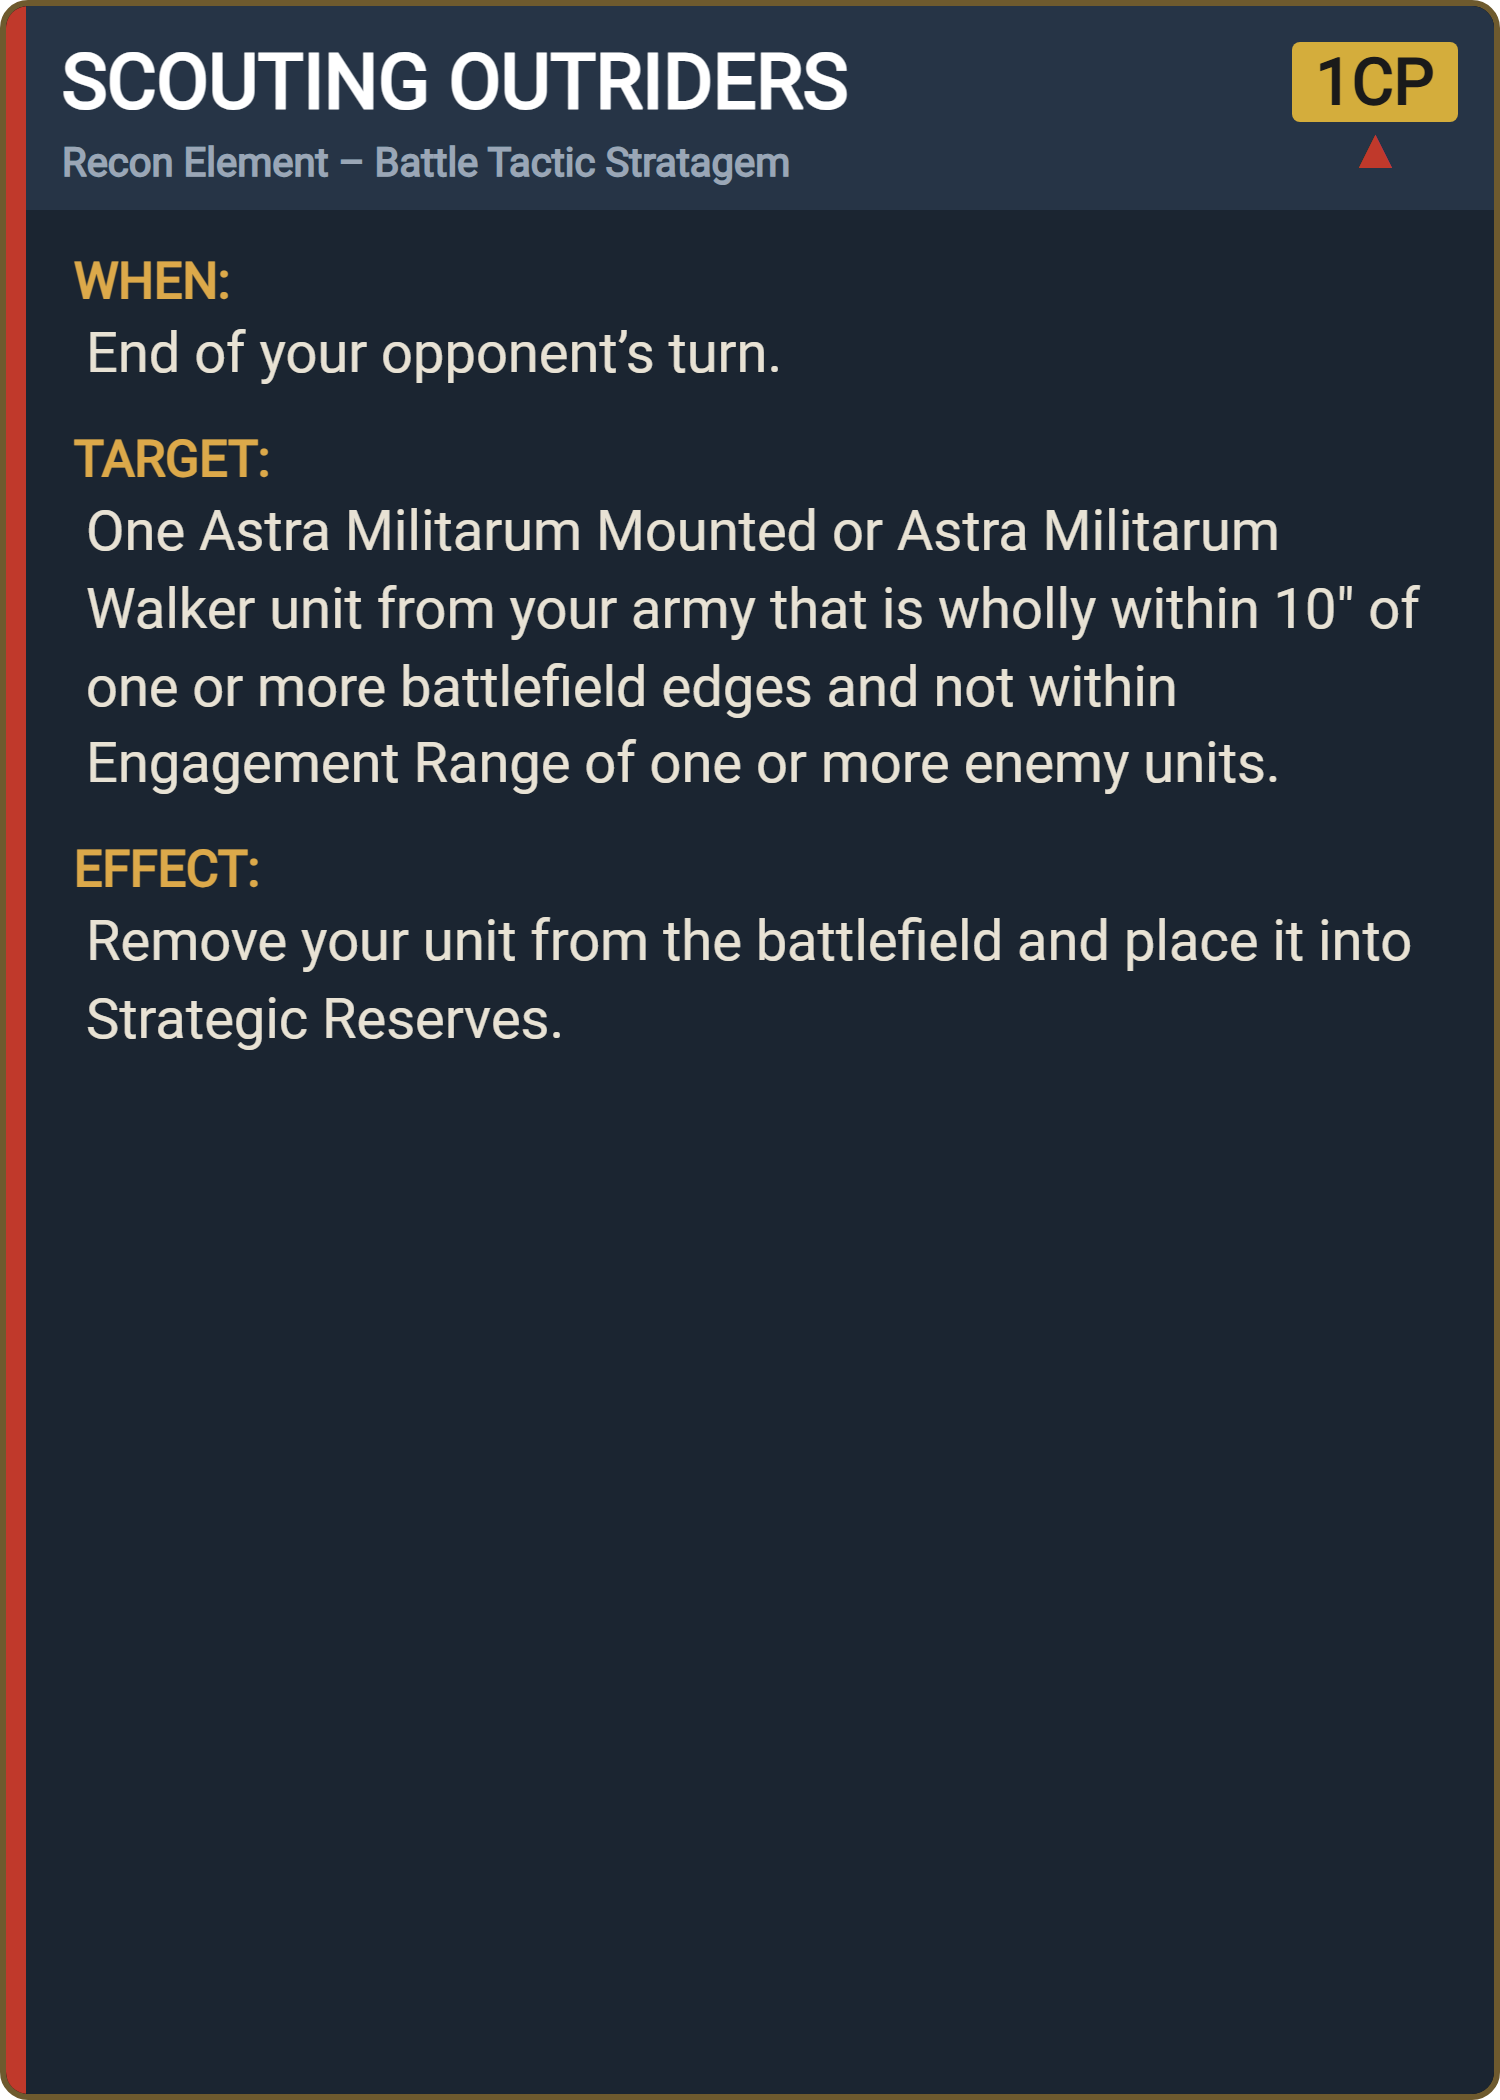 SCOUTING OUTRIDERS
1CP
Recon Element – Battle Tactic Stratagem
WHEN:
End of your opponent’s turn.
TARGET:
One Astra Militarum Mounted or Astra Militarum
Walker unit from your army that is wholly within 10" of
one or more battlefield edges and not within
Engagement Range of one or more enemy units.
EFFECT:
Remove your unit from the battlefield and place it into
Strategic Reserves.